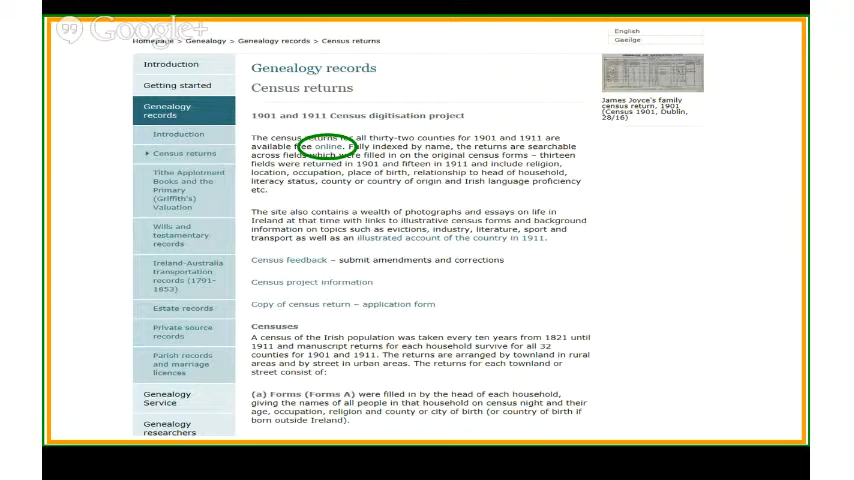 Google+
Homepage > Genealogy > Genealogy records > Census returns
English
Gaeilge
Introduction
Getting started
Genealogy
records
Introduction
Census returns
Tithe Applotment
Books and the
Primary
(Griffith's)
Valuation
Wills and
testamentary
records
Ireland-Australia
transportation
records (1791-
1853)
Estate records
Private source
records
Parish records
and marriage
licences
Genealogy
Service
Genealogy
researchers
Genealogy records
Census returns
1901 and 1911 Census digitisation project
The census returns for all thirty-two counties for 1901 and 1911 are
available free online. Fully indexed by name, the returns are searchable
across fields which were filled in on the original census forms – thirteen
fields were returned in 1901 and fifteen in 1911 and include religion,
location, occupation, place of birth, relationship to head of household,
literacy status, county or country of origin and Irish language proficiency
etc.
The site also contains a wealth of photographs and essays on life in
Ireland at that time with links to illustrative census forms and background
information on topics such as evictions, industry, literature, sport and
transport as well as an illustrated account of the country in 1911.
Census feedback – submit amendments and corrections
Census project information
Copy of census return – application form
Censuses
A census of the Irish population was taken every ten years from 1821 until
1911 and manuscript returns for each household survive for all 32
counties for 1901 and 1911. The returns are arranged by townland in rural
areas and by street in urban areas. The returns for each townland or
street consist of:
(a) Forms (Forms A) were filled in by the head of each household,
giving the names of all people in that household on census night and their
age, occupation, religion and county or city of birth (or country of birth if
born outside Ireland).
James Joyce's family
census return, 1901
(Census 1901, Dublin,
28/16)